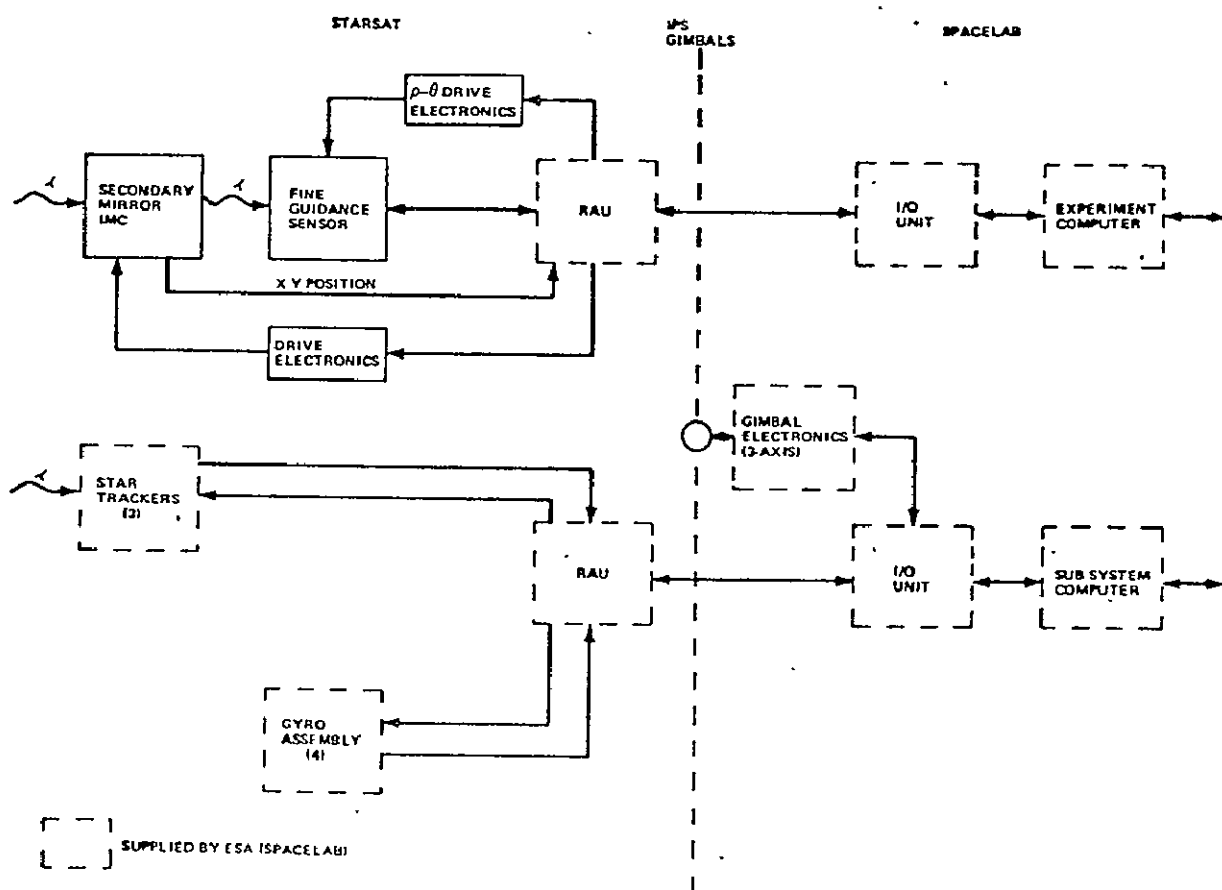 STARSAT
IPS
GIMBALS
SPACELAB
ρ–θ DRIVE
ELECTRONICS
λ
SECONDARY
MIRROR
IMC
λ
FINE
GUIDANCE
SENSOR
RAU
I/O
UNIT
EXPERIMENT
COMPUTER
X Y POSITION
DRIVE
ELECTRONICS
GIMBAL
ELECTRONICS
(3-AXIS)
λ
STAR
TRACKERS
(3)
RAU
I/O
UNIT
SUB SYSTEM
COMPUTER
GYRO
ASSEMBLY
(4)
SUPPLIED BY ESA (SPACELAB)